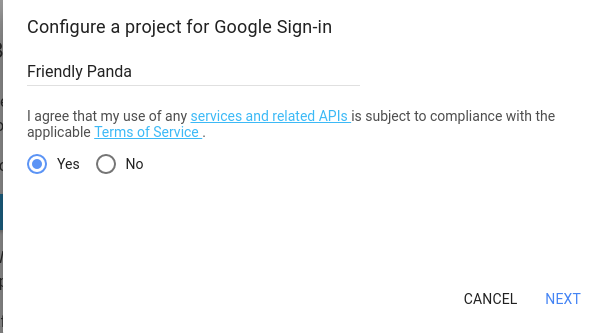 Configure a project for Google Sign-in
Friendly Panda
I agree that my use of any services and related APIs is subject to compliance with the
applicable Terms of Service .
Yes No
CANCEL NEXT